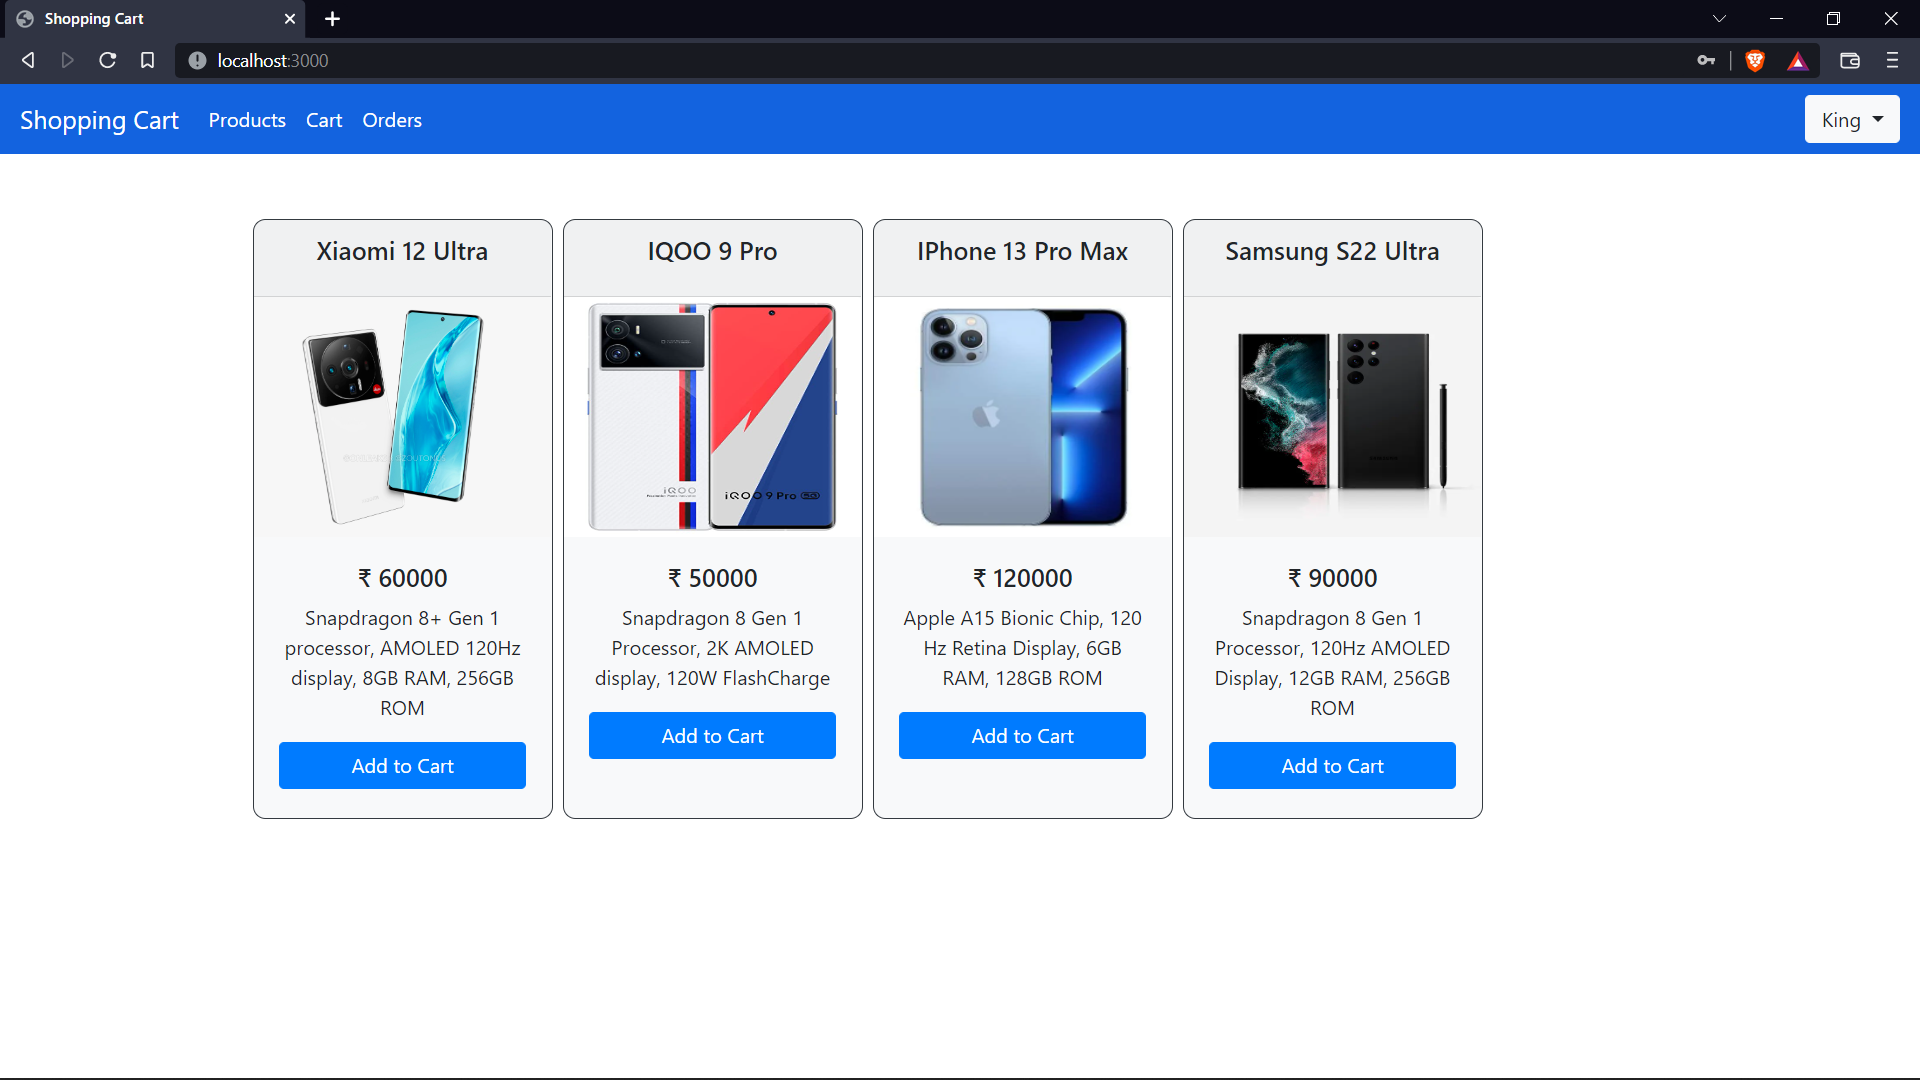 Shopping Cart
localhost:3000
Shopping Cart
Products
Cart
Orders
King
Xiaomi 12 Ultra
₹ 60000
Snapdragon 8+ Gen 1
processor, AMOLED 120Hz
display, 8GB RAM, 256GB
ROM
Add to Cart
IQOO 9 Pro
iQOO
iQOO 9 Pro
₹ 50000
Snapdragon 8 Gen 1
Processor, 2K AMOLED
display, 120W FlashCharge
Add to Cart
IPhone 13 Pro Max
₹ 120000
Apple A15 Bionic Chip, 120
Hz Retina Display, 6GB
RAM, 128GB ROM
Add to Cart
Samsung S22 Ultra
₹ 90000
Snapdragon 8 Gen 1
Processor, 120Hz AMOLED
Display, 12GB RAM, 256GB
ROM
Add to Cart